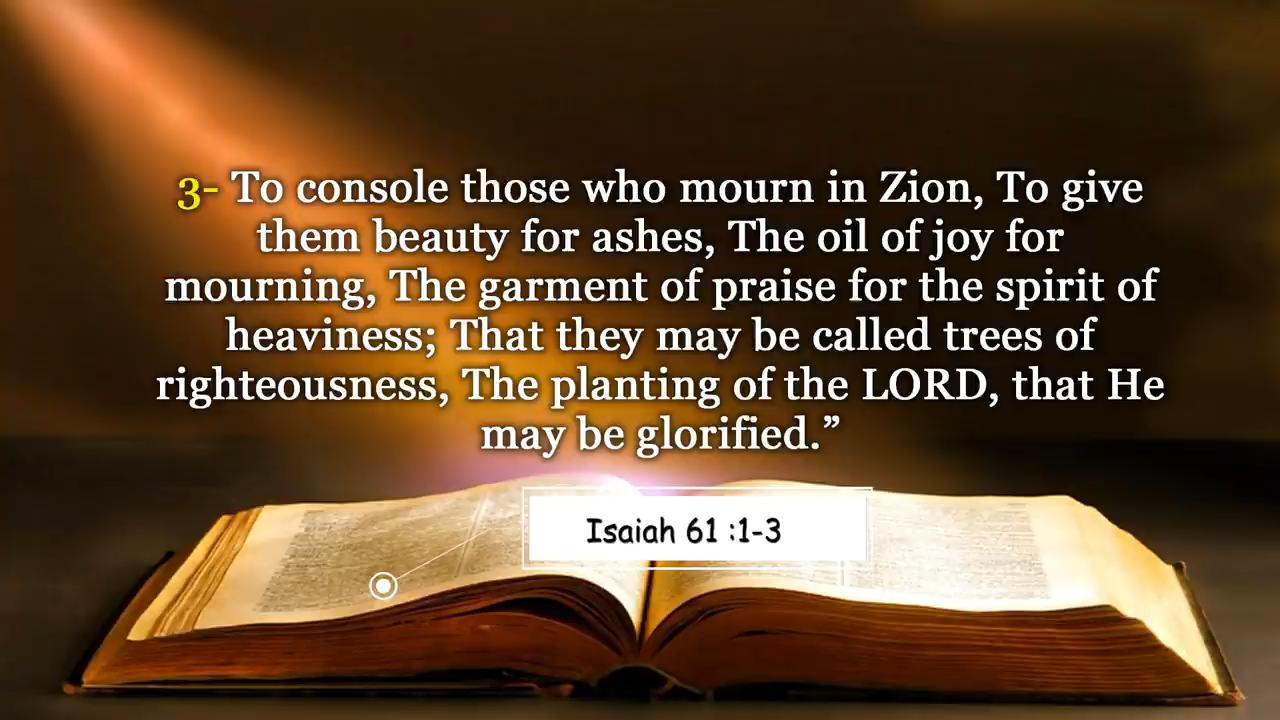 3- To console those who mourn in Zion, To give
them beauty for ashes, The oil of joy for
mourning, The garment of praise for the spirit of
heaviness; That they may be called trees of
righteousness, The planting of the LORD, that He
may be glorified.”
Isaiah 61 :1-3